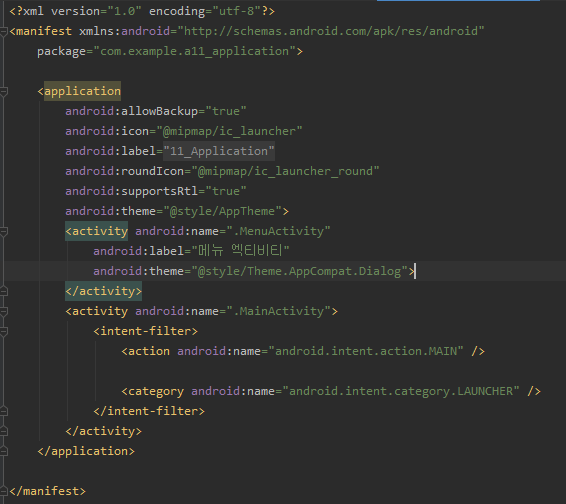 <?xml version="1.0" encoding="utf-8"?>
<manifest xmlns:android="http://schemas.android.com/apk/res/android"
package="com.example.a11_application">
<application
android:allowBackup="true"
android:icon="@mipmap/ic_launcher"
android:label="11_Application"
android:roundIcon="@mipmap/ic_launcher_round"
android:supportsRtl="true"
android:theme="@style/AppTheme">
<activity android:name=".MenuActivity"
android:label="메뉴 엑티비티"
android:theme="@style/Theme.AppCompat.Dialog">
</activity>
<activity android:name=".MainActivity">
<intent-filter>
<action android:name="android.intent.action.MAIN" />
<category android:name="android.intent.category.LAUNCHER" />
</intent-filter>
</activity>
</application>
</manifest>